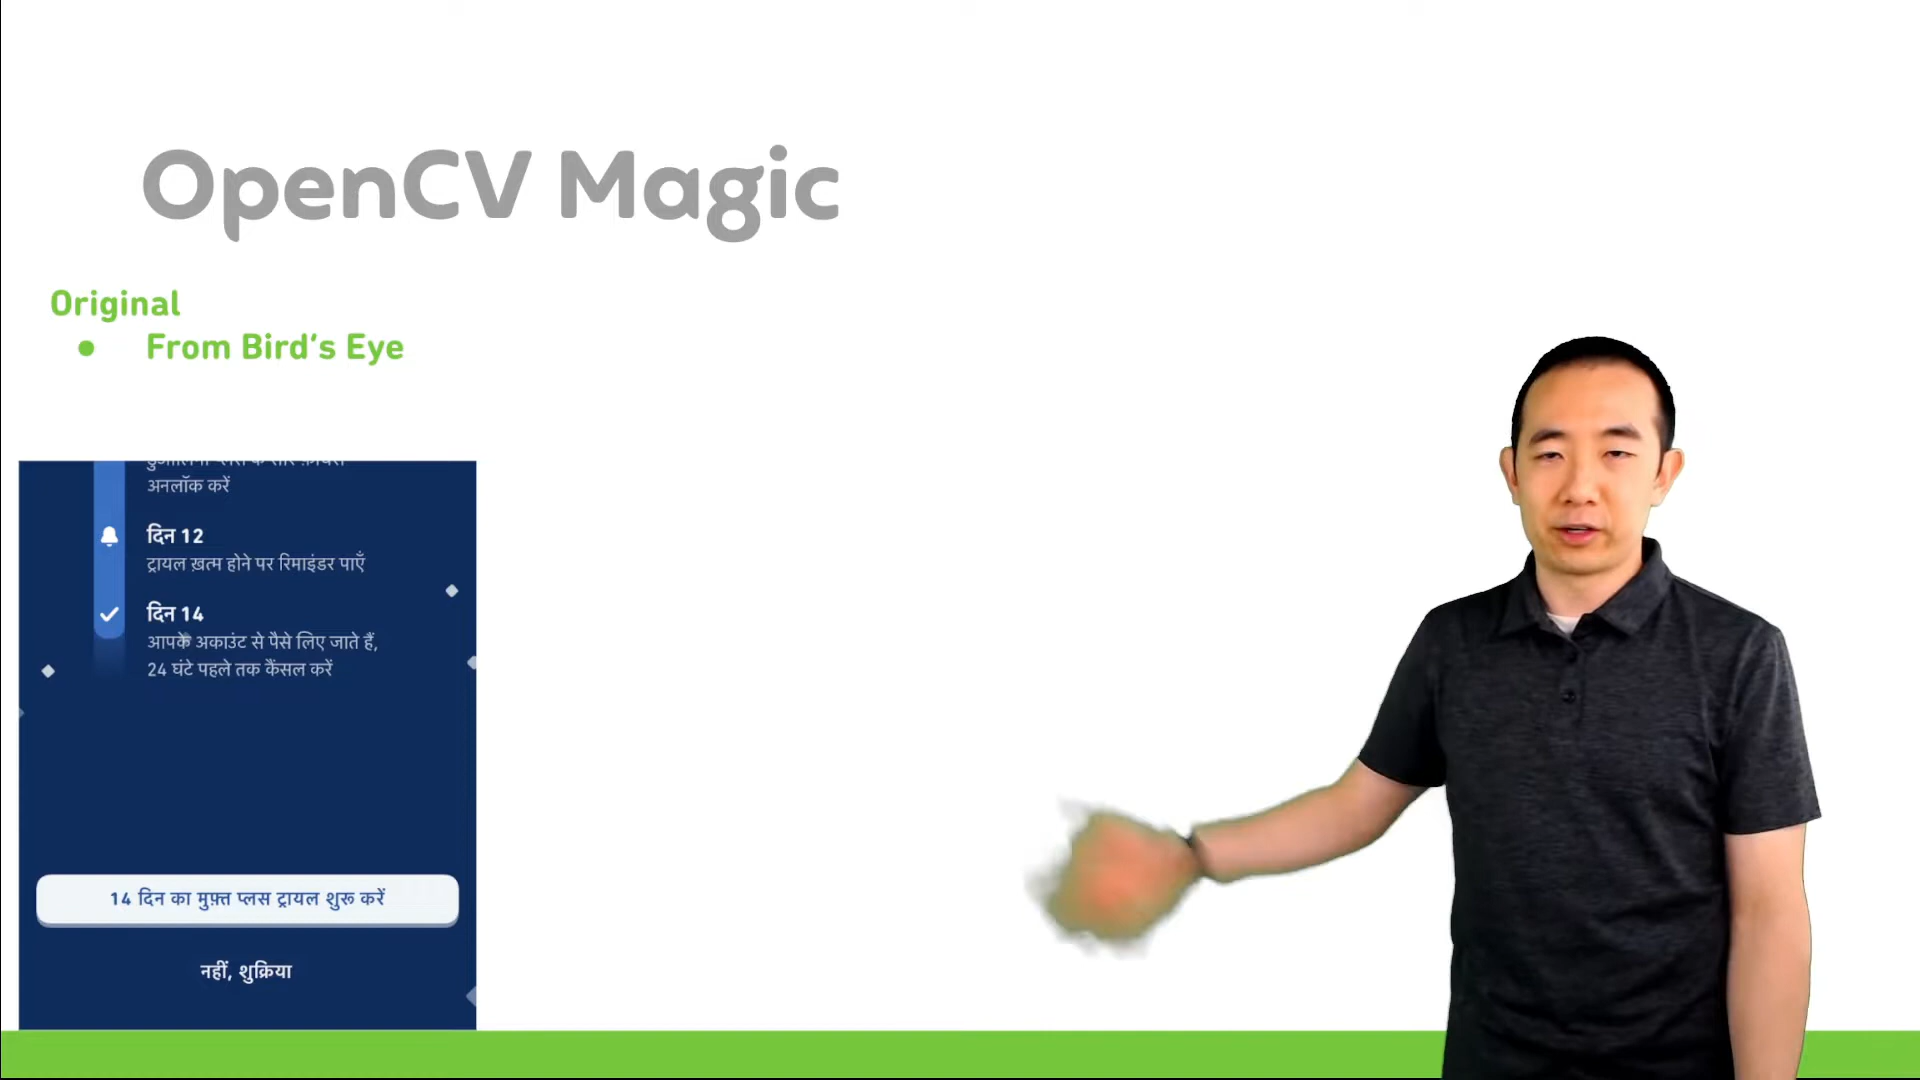 OpenCV Magic
Original
● From Bird's Eye
अनलॉक करें
दिन 12
ट्रायल ख़त्म होने पर रिमाइंडर पाएँ
दिन 14
आपके अकाउंट से पैसे लिए जाते हैं,
24 घंटे पहले तक कैंसल करें
14 दिन का मुफ़्त प्लस ट्रायल शुरू करें
नहीं, शुक्रिया